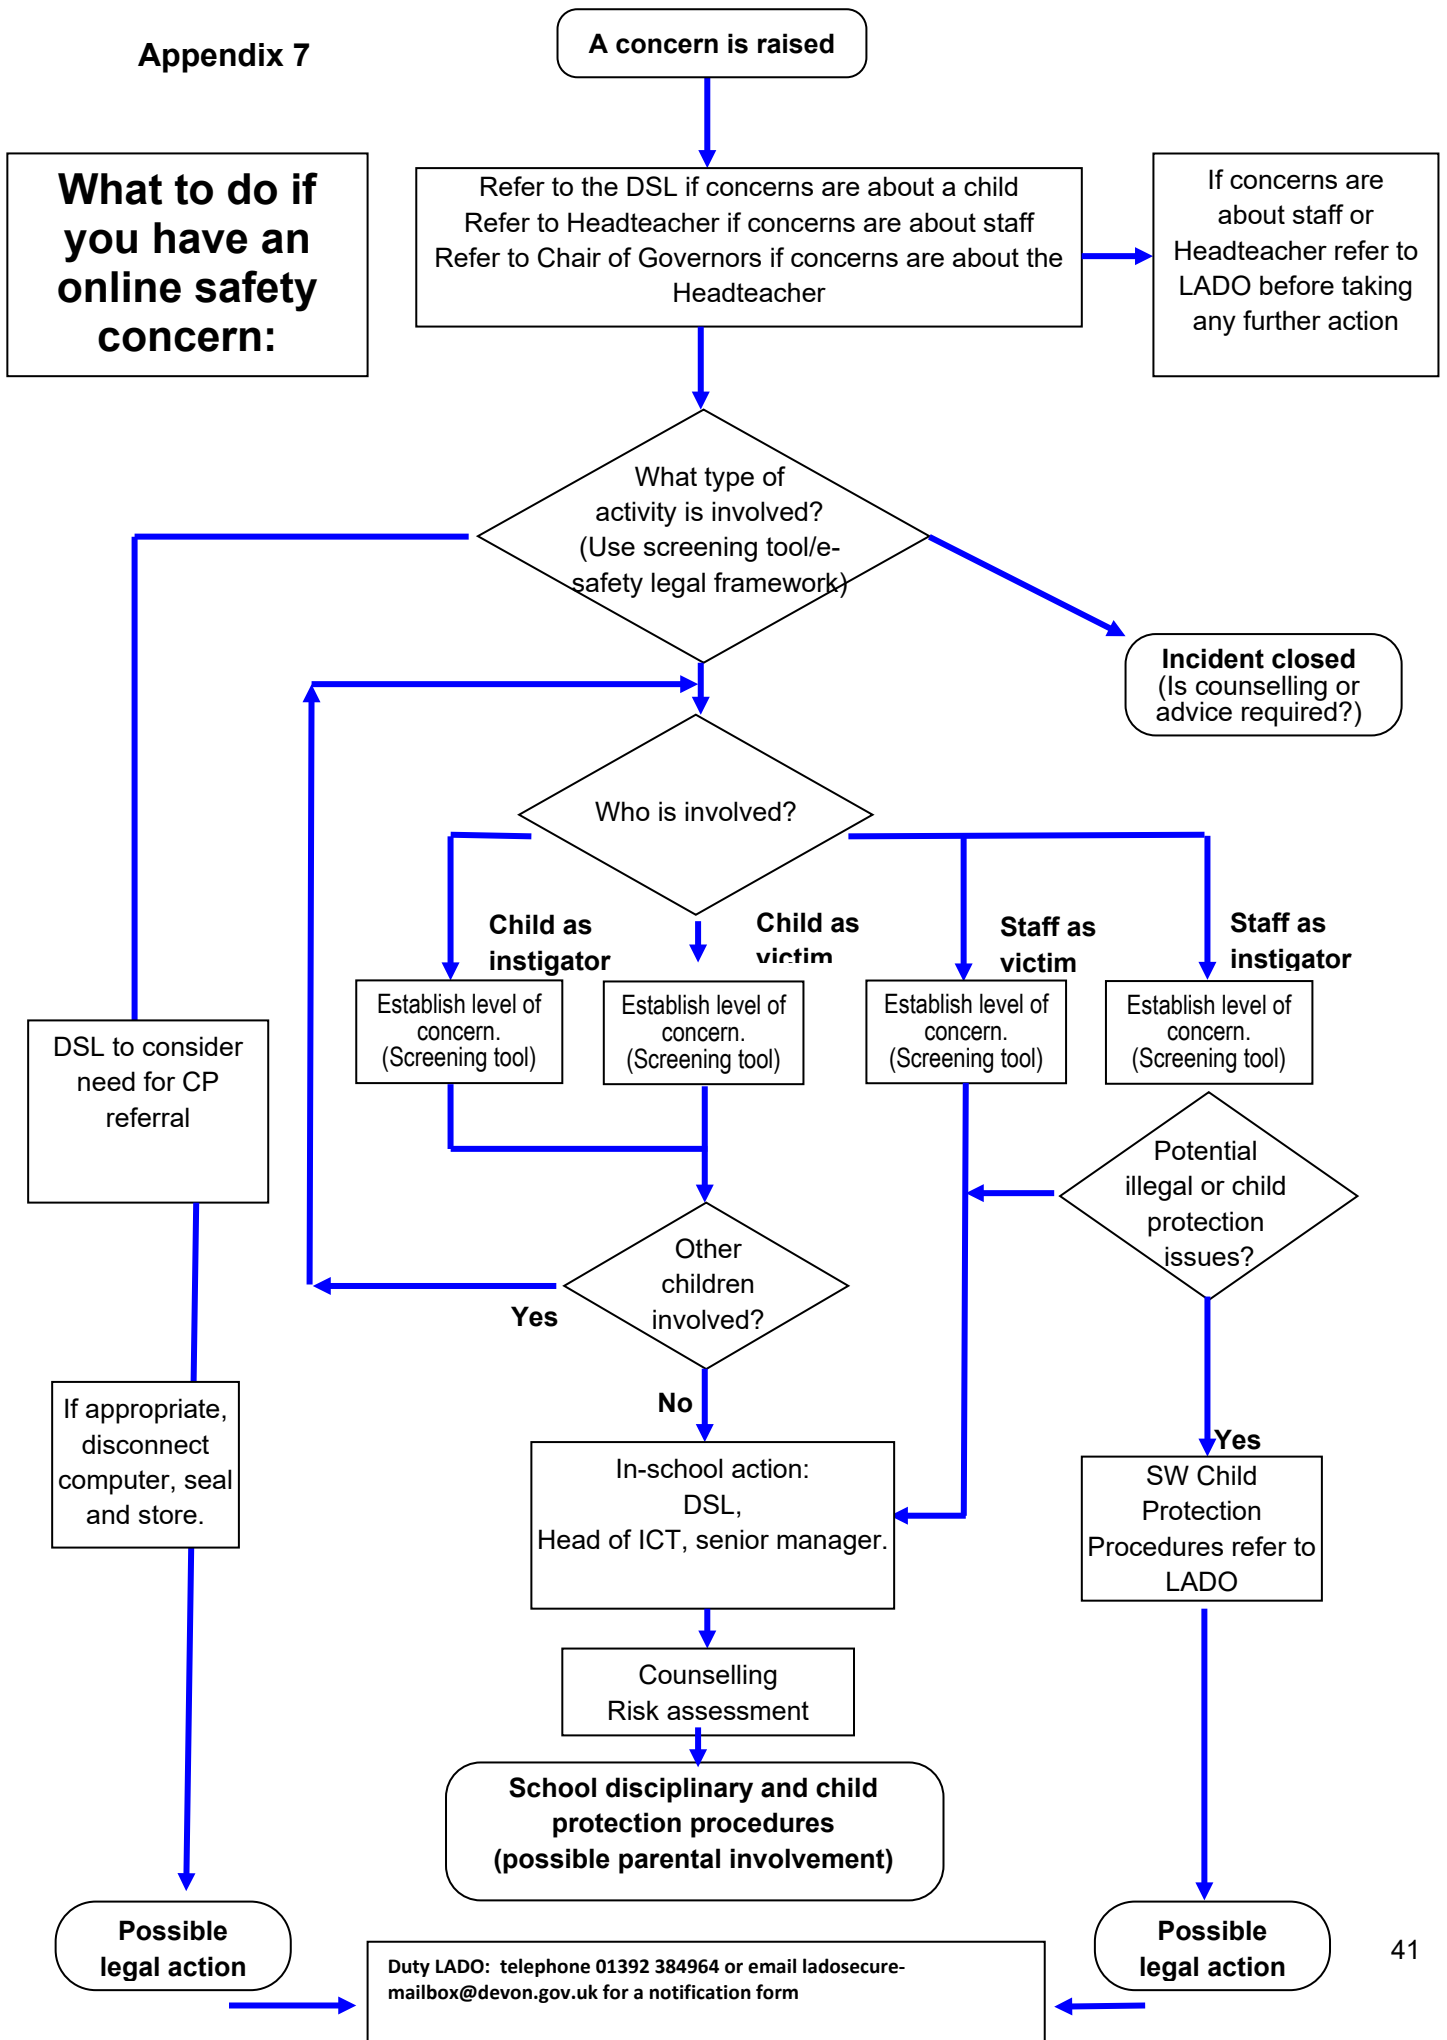 Appendix 7
A concern is raised
What to do if
you have an
online safety
concern:
Refer to the DSL if concerns are about a child
Refer to Headteacher if concerns are about staff
Refer to Chair of Governors if concerns are about the
Headteacher
If concerns are
about staff or
Headteacher refer to
LADO before taking
any further action
What type of
activity is involved?
(Use screening tool/e-
safety legal framework)
Incident closed
(Is counselling or
advice required?)
Who is involved?
Child as
instigator
Child as
victim
Staff as
victim
Staff as
instigator
Establish level of
concern.
(Screening tool)
Establish level of
concern.
(Screening tool)
Establish level of
concern.
(Screening tool)
Establish level of
concern.
(Screening tool)
DSL to consider
need for CP
referral
Potential
illegal or child
protection
issues?
Other
children
involved?
Yes
No
If appropriate,
disconnect
computer, seal
and store.
In-school action:
DSL,
Head of ICT, senior manager.
Yes
SW Child
Protection
Procedures refer to
LADO
Counselling
Risk assessment
School disciplinary and child
protection procedures
(possible parental involvement)
Possible
legal action
Possible
legal action
Duty LADO:  telephone 01392 384964 or email ladosecure-
mailbox@devon.gov.uk for a notification form
41